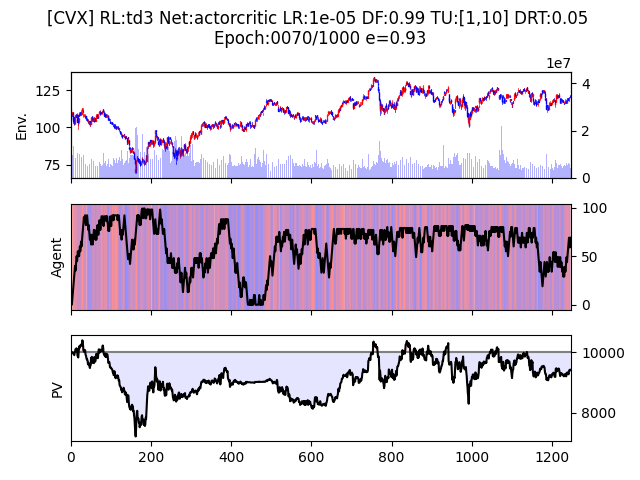 [CVX] RL:td3 Net:actorcritic LR:1e-05 DF:0.99 TU:[1,10] DRT:0.05
Epoch:0070/1000 e=0.93
1e7
125
100
75
Env.
4
2
0
Agent
100
50
0
PV
10000
8000
0 200 400 600 800 1000 1200